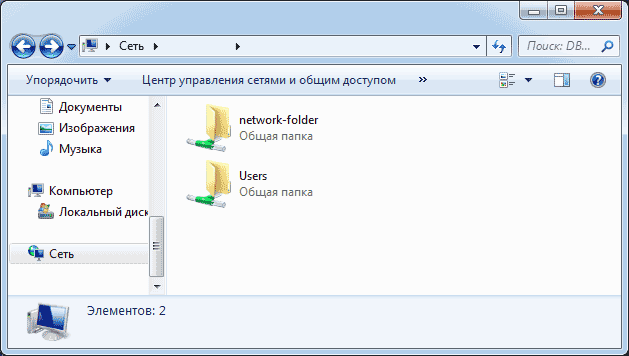 Сеть
Поиск: DB...
Упорядочить
Центр управления сетями и общим доступом
»
Документы
Изображения
Музыка
Компьютер
Локальный диск
Сеть
network-folder
Общая папка
Users
Общая папка
Элементов: 2